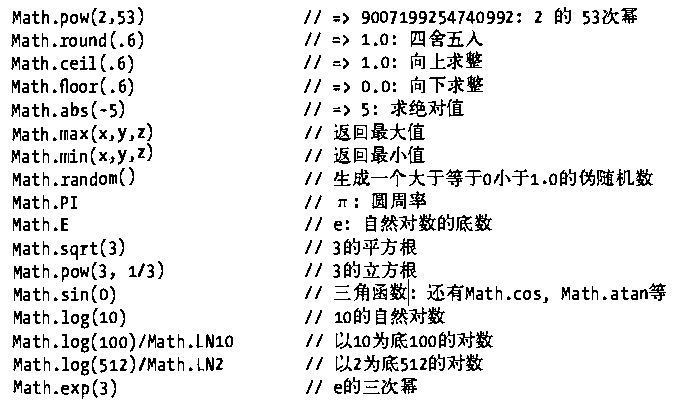 Math.pow(2,53) // => 9007199254740992: 2 的 53次幂
Math.round(.6) // => 1.0: 四舍五入
Math.ceil(.6) // => 1.0: 向上求整
Math.floor(.6) // => 0.0: 向下求整
Math.abs(-5) // => 5: 求绝对值
Math.max(x,y,z) // 返回最大值
Math.min(x,y,z) // 返回最小值
Math.random() // 生成一个大于等于0小于1.0的伪随机数
Math.PI // π: 圆周率
Math.E // e: 自然对数的底数
Math.sqrt(3) // 3的平方根
Math.pow(3, 1/3) // 3的立方根
Math.sin(0) // 三角函数: 还有Math.cos, Math.atan等
Math.log(10) // 10的自然对数
Math.log(100)/Math.LN10 // 以10为底100的对数
Math.log(512)/Math.LN2 // 以2为底512的对数
Math.exp(3) // e的三次幂